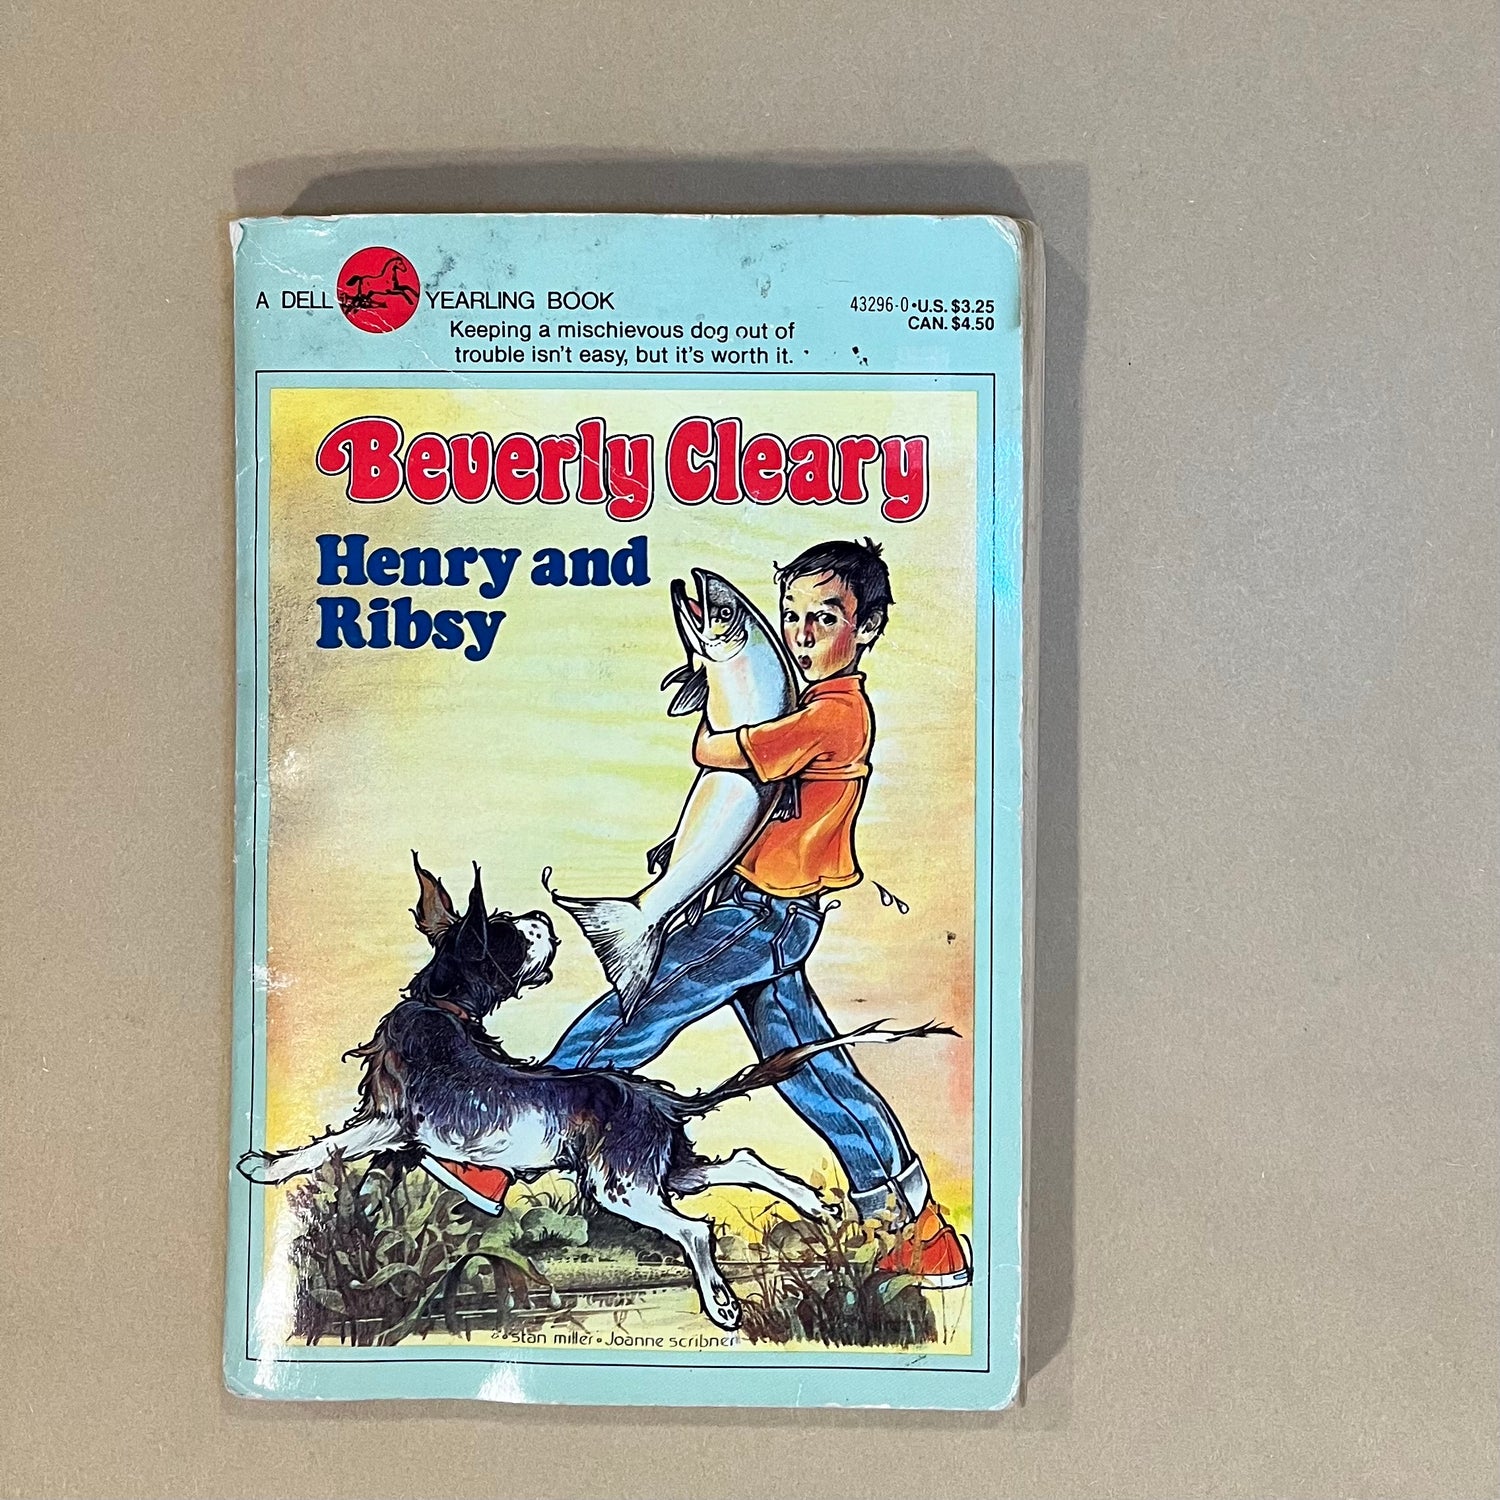 A DELL YEARLING BOOK
43296-0•U.S. $3.25
CAN. $4.50
Keeping a mischievous dog out of
trouble isn't easy, but it's worth it.
Beverly Cleary
Henry and
Ribsy
stan miller • Joanne scribner